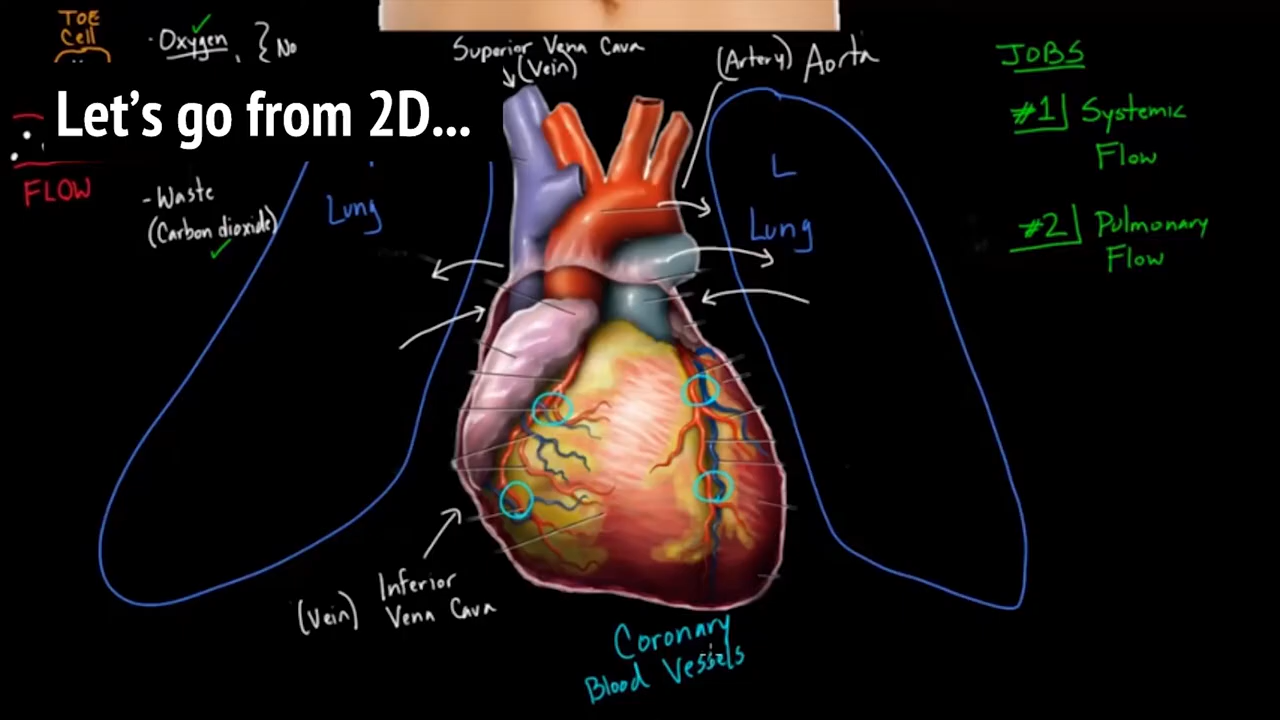 TOE
Cell
- Oxygen, } No
Let's go from 2D...
FLOW
- Waste
(Carbon dioxide)
Lung
Superior Vena Cava
(Vein)
(Artery) Aorta
L
Lung
JOBS
#1 Systemic
Flow
#2 Pulmonary
Flow
(Vein) Inferior
Vena Cava
Coronary
Blood Vessels